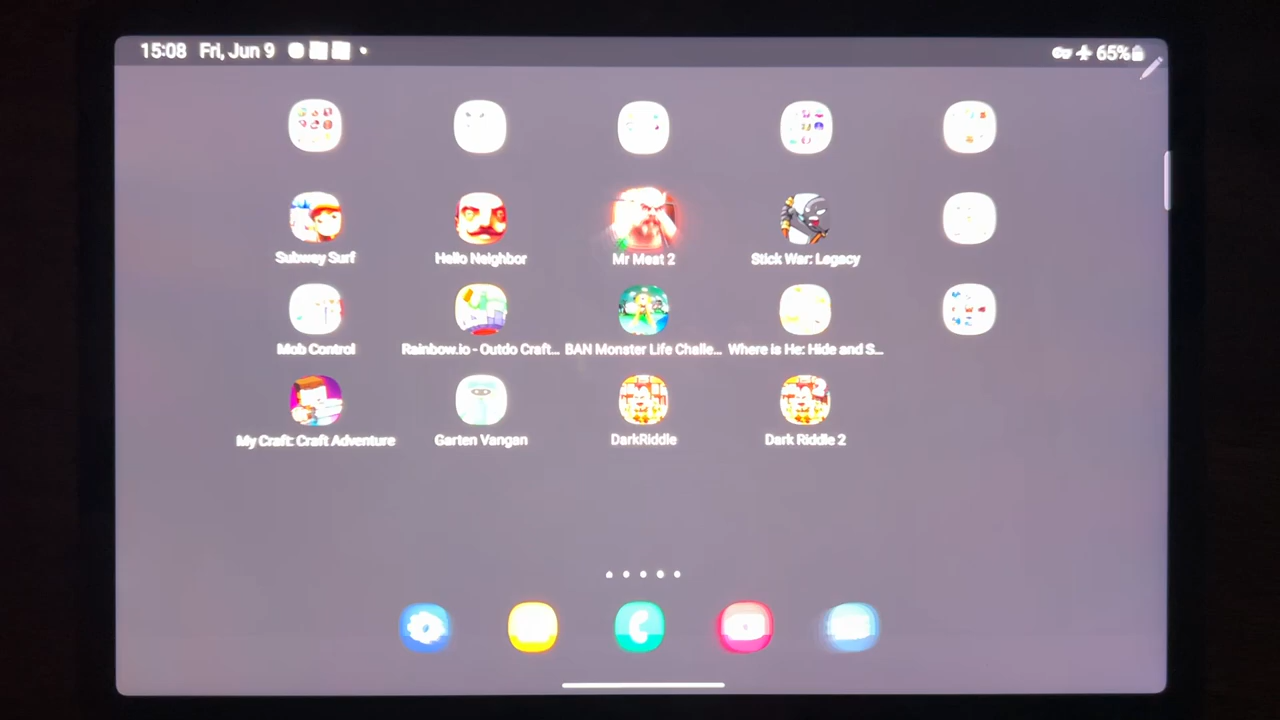 15:08 Fri, Jun 9 65%
Subway Surf Hello Neighbor Mr Meat 2 Stick War: Legacy
Mob Control Rainbow.io - Outdo Craft... BAN Monster Life Challe... Where is He: Hide and S...
My Craft: Craft Adventure Garten Vangan DarkRiddle Dark Riddle 2